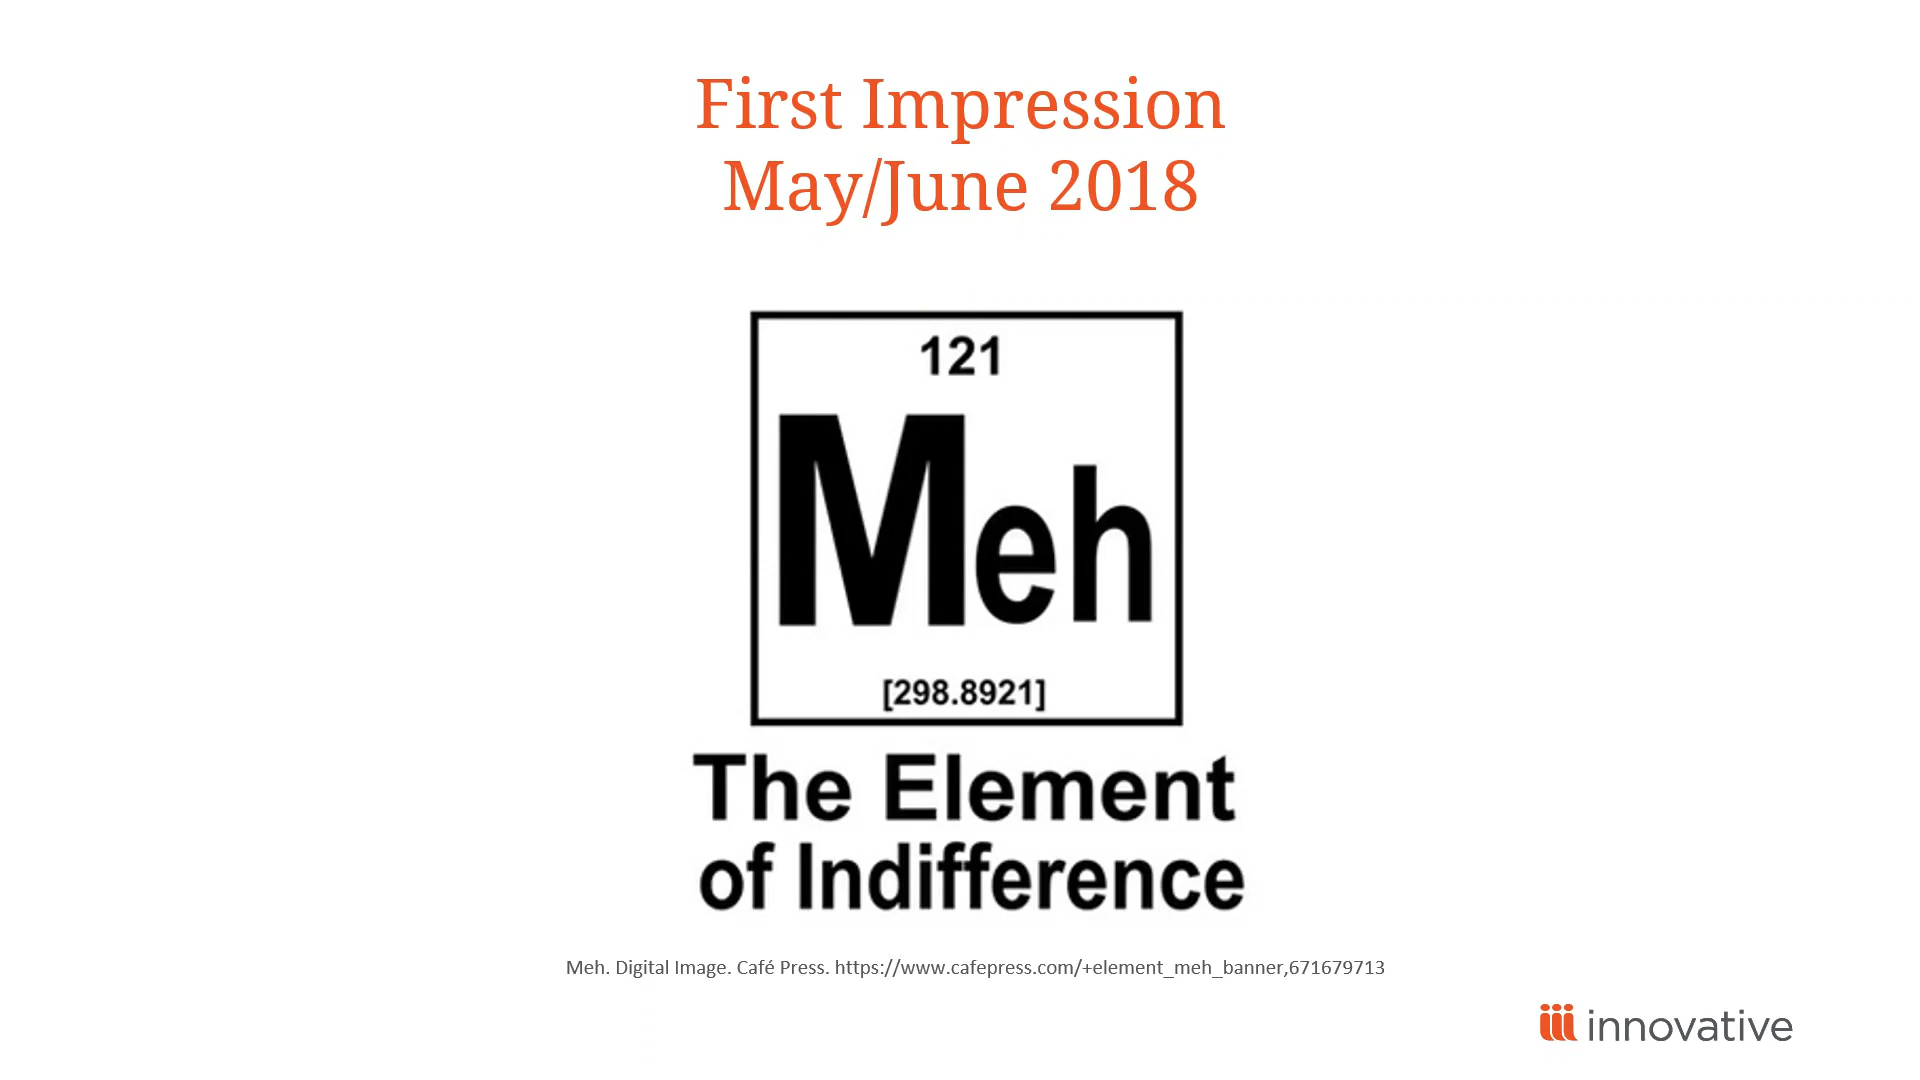 First Impression
May/June 2018
121
Meh
[298.8921]
The Element
of Indifference
Meh. Digital Image. Café Press. https://www.cafepress.com/+element_meh_banner,671679713
innovative